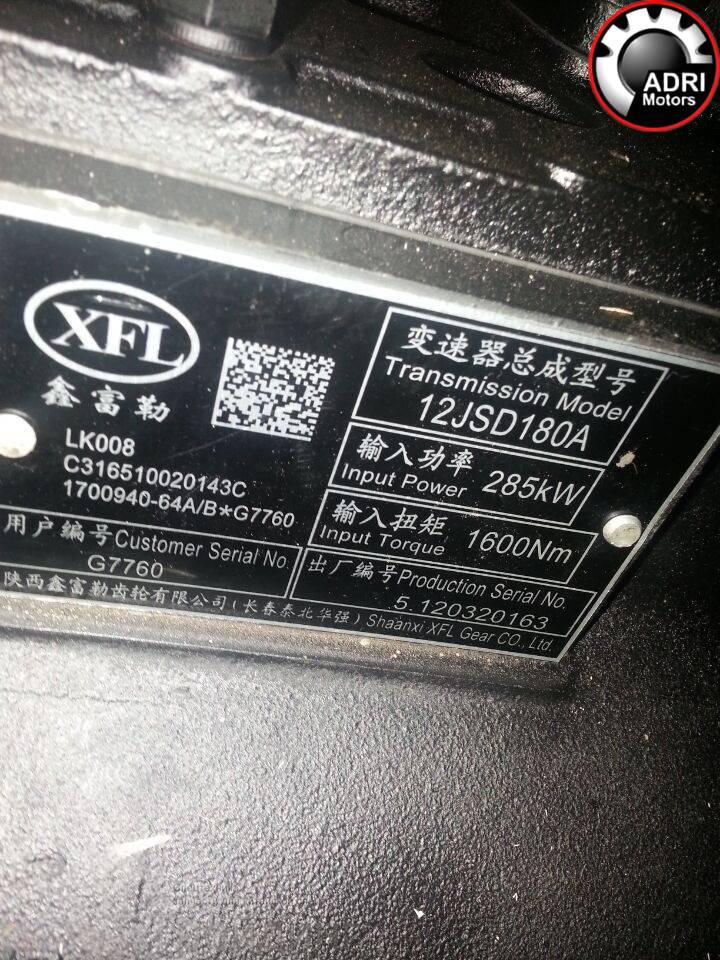 ADRI
Motors
XFL
鑫富勒
LK008
C316510020143C
1700940-64A/B*G7760
用户编号Customer Serial No.
G7760
变速器总成型号
Transmission Model
12JSD180A
输入功率
Input Power 285kW
输入扭矩
Input Torque 1600Nm
出厂编号Production Serial No.
5.120320163
陕西鑫富勒齿轮有限公司(长春泰北华强) Shaanxi XFL Gear CO., Ltd.